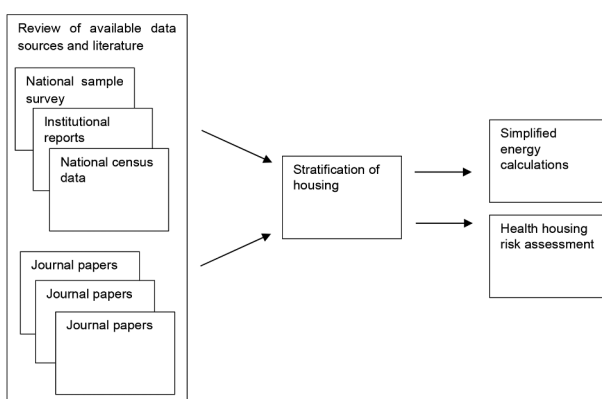 Review of available data
sources and literature
National sample
survey
Institutional
reports
National census
data
Journal papers
Journal papers
Journal papers
Stratification of
housing
Simplified
energy
calculations
Health housing
risk assessment